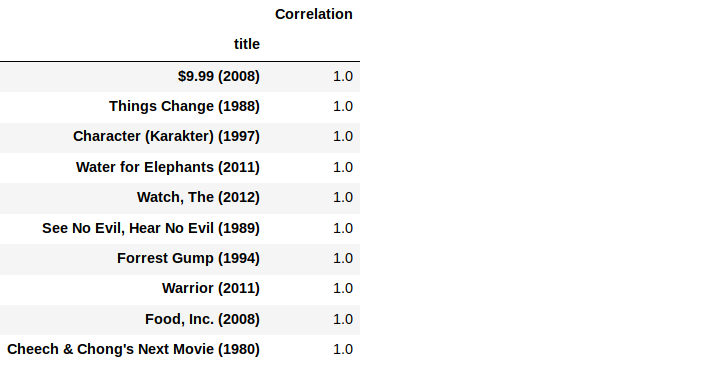 Correlation
title
$9.99 (2008) 1.0
Things Change (1988) 1.0
Character (Karakter) (1997) 1.0
Water for Elephants (2011) 1.0
Watch, The (2012) 1.0
See No Evil, Hear No Evil (1989) 1.0
Forrest Gump (1994) 1.0
Warrior (2011) 1.0
Food, Inc. (2008) 1.0
Cheech & Chong's Next Movie (1980) 1.0